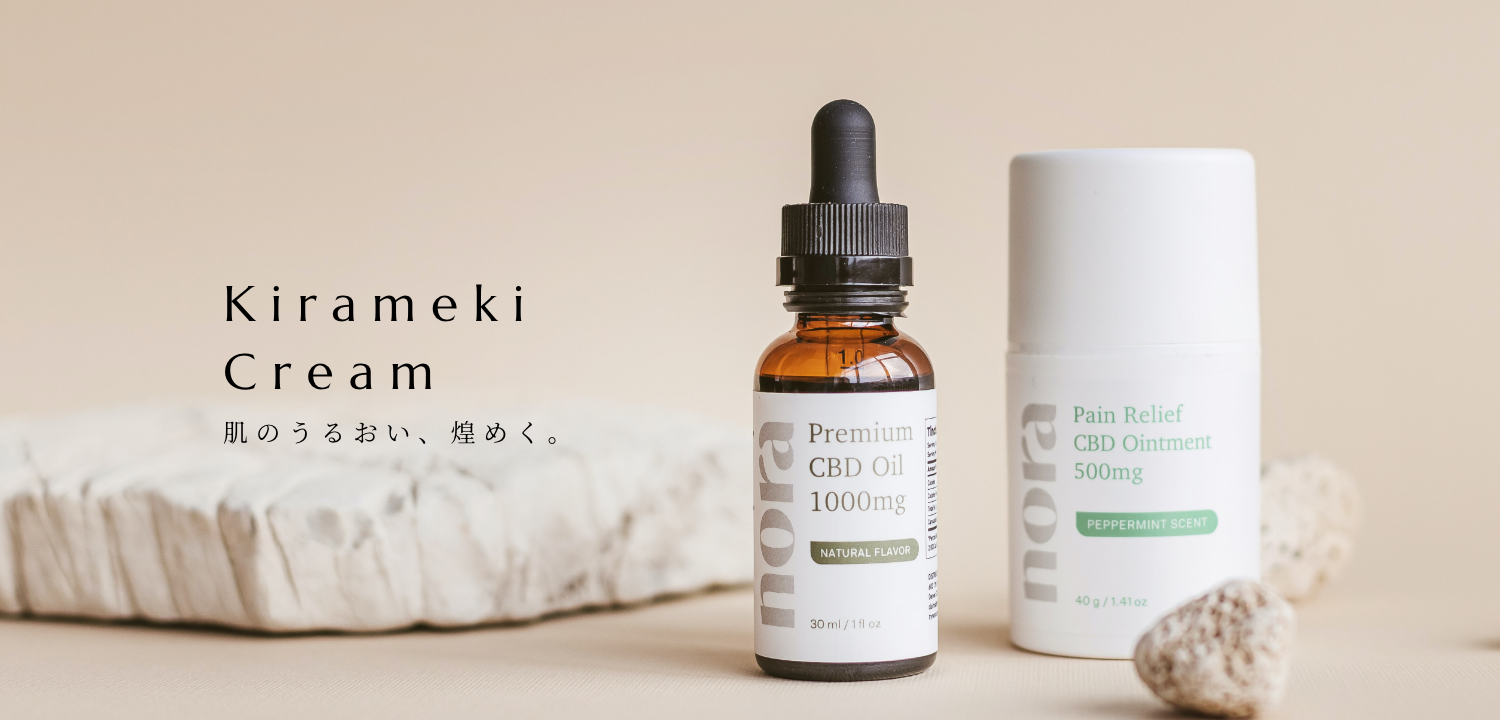 Kirameki
Cream
肌のうるおい、煌めく。
nora
Premium
CBD Oil
1000mg
NATURAL FLAVOR
30 ml / 1 fl oz
1.0
nora
Pain Relief
CBD Ointment
500mg
PEPPERMINT SCENT
40 g / 1.41 oz